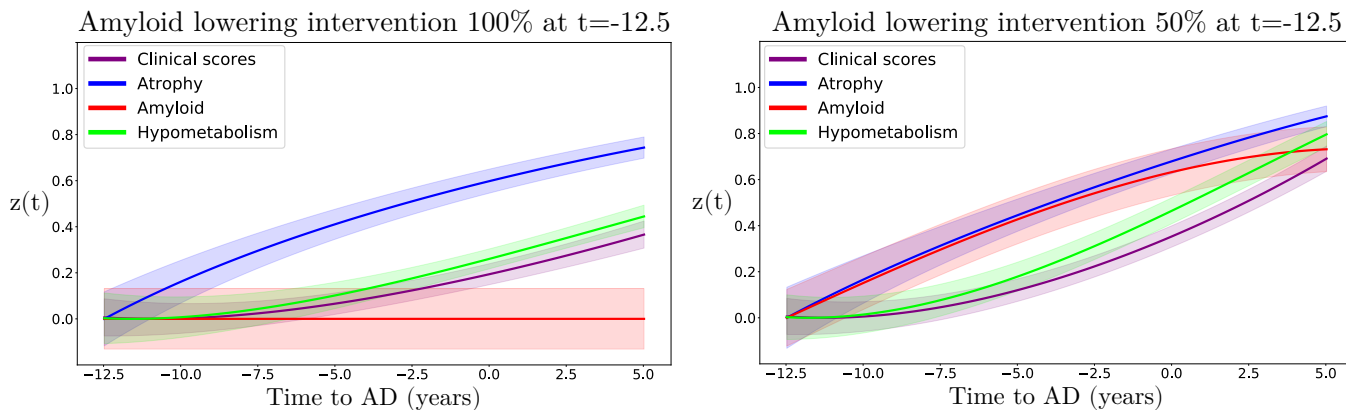 Amyloid lowering intervention 100% at t=-12.5
Clinical scores
Atrophy
Amyloid
Hypometabolism
1.0
0.8
0.6
0.4
0.2
0.0
z(t)
−12.5 −10.0 −7.5 −5.0 −2.5 0.0 2.5 5.0
Time to AD (years)
Amyloid lowering intervention 50% at t=-12.5
Clinical scores
Atrophy
Amyloid
Hypometabolism
1.0
0.8
0.6
0.4
0.2
0.0
z(t)
−12.5 −10.0 −7.5 −5.0 −2.5 0.0 2.5 5.0
Time to AD (years)